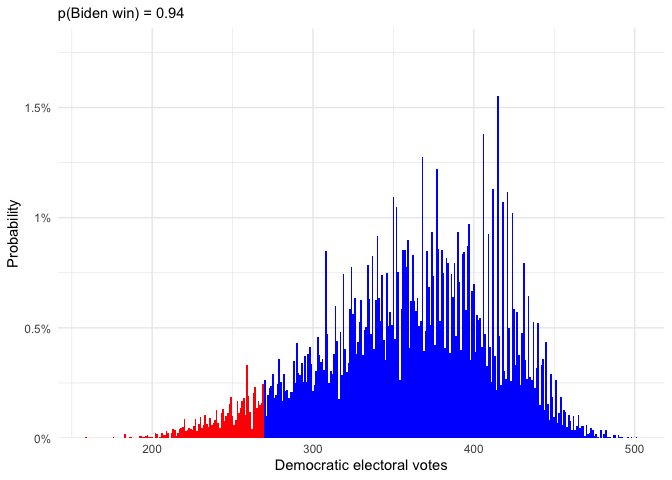 p(Biden win) = 0.94
Probability
1.5%
1%
0.5%
0%
200 300 400 500
Democratic electoral votes